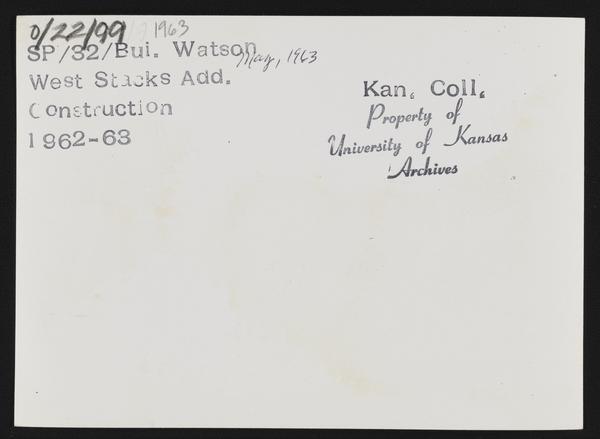 0/22/99 1963
SP/32/Bui. Watson May, 1963
West Stacks Add.
Construction
1962-63
Kan. Coll.
Property of
University of Kansas
Archives